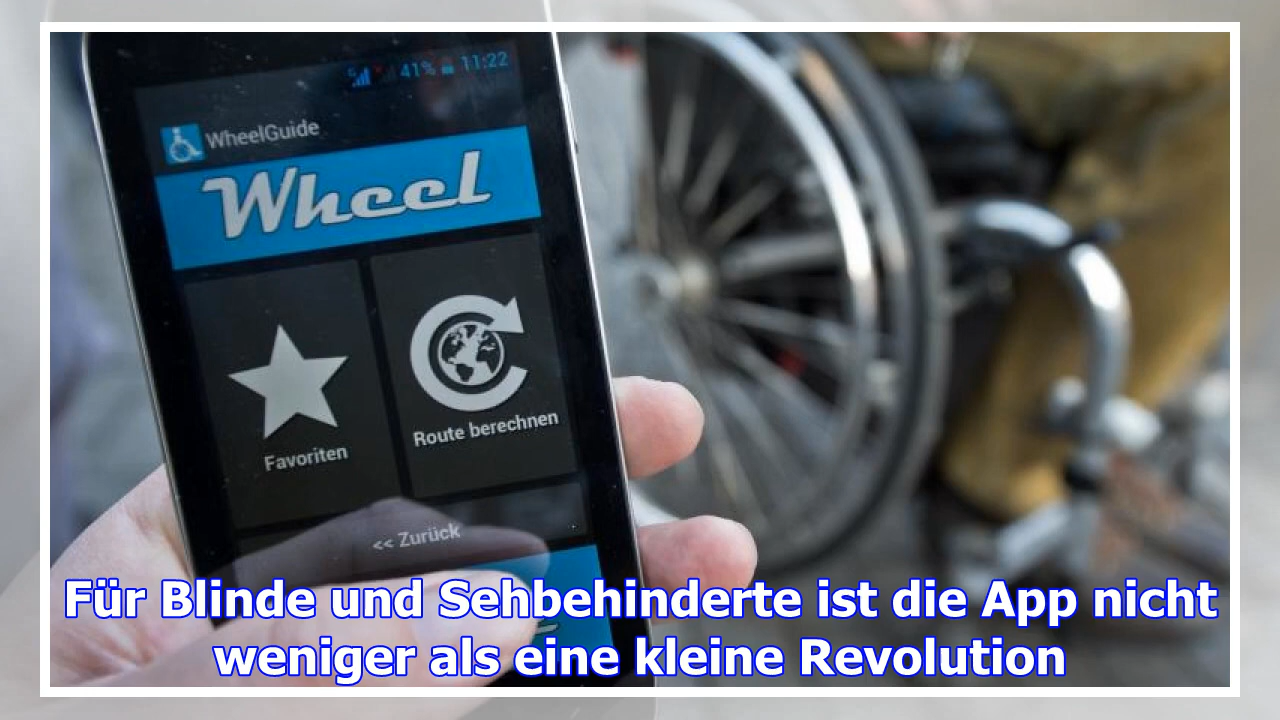 41% 11:22
WheelGuide
Wheel
Favoriten
Route berechnen
<< Zurück
Für Blinde und Sehbehinderte ist die App nicht
weniger als eine kleine Revolution